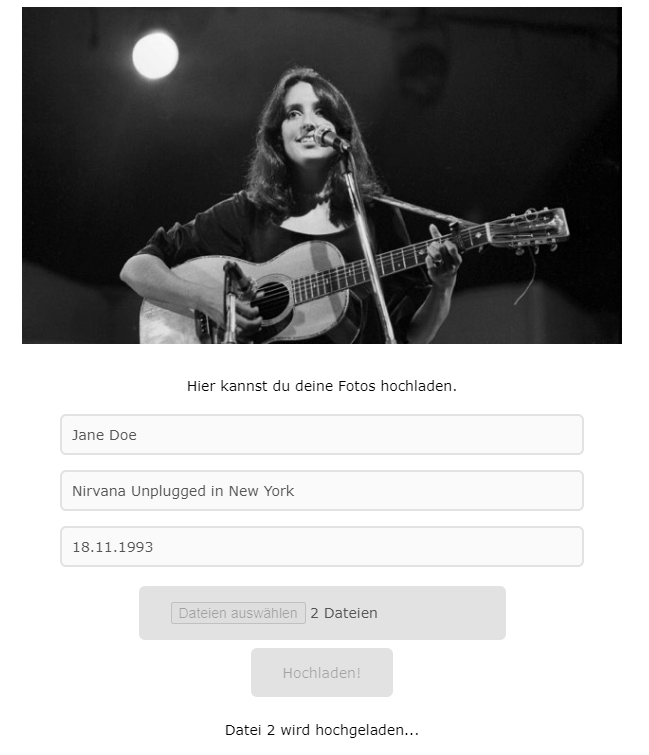 Hier kannst du deine Fotos hochladen.
Jane Doe
Nirvana Unplugged in New York
18.11.1993
Dateien auswählen 2 Dateien
Hochladen!
Datei 2 wird hochgeladen...